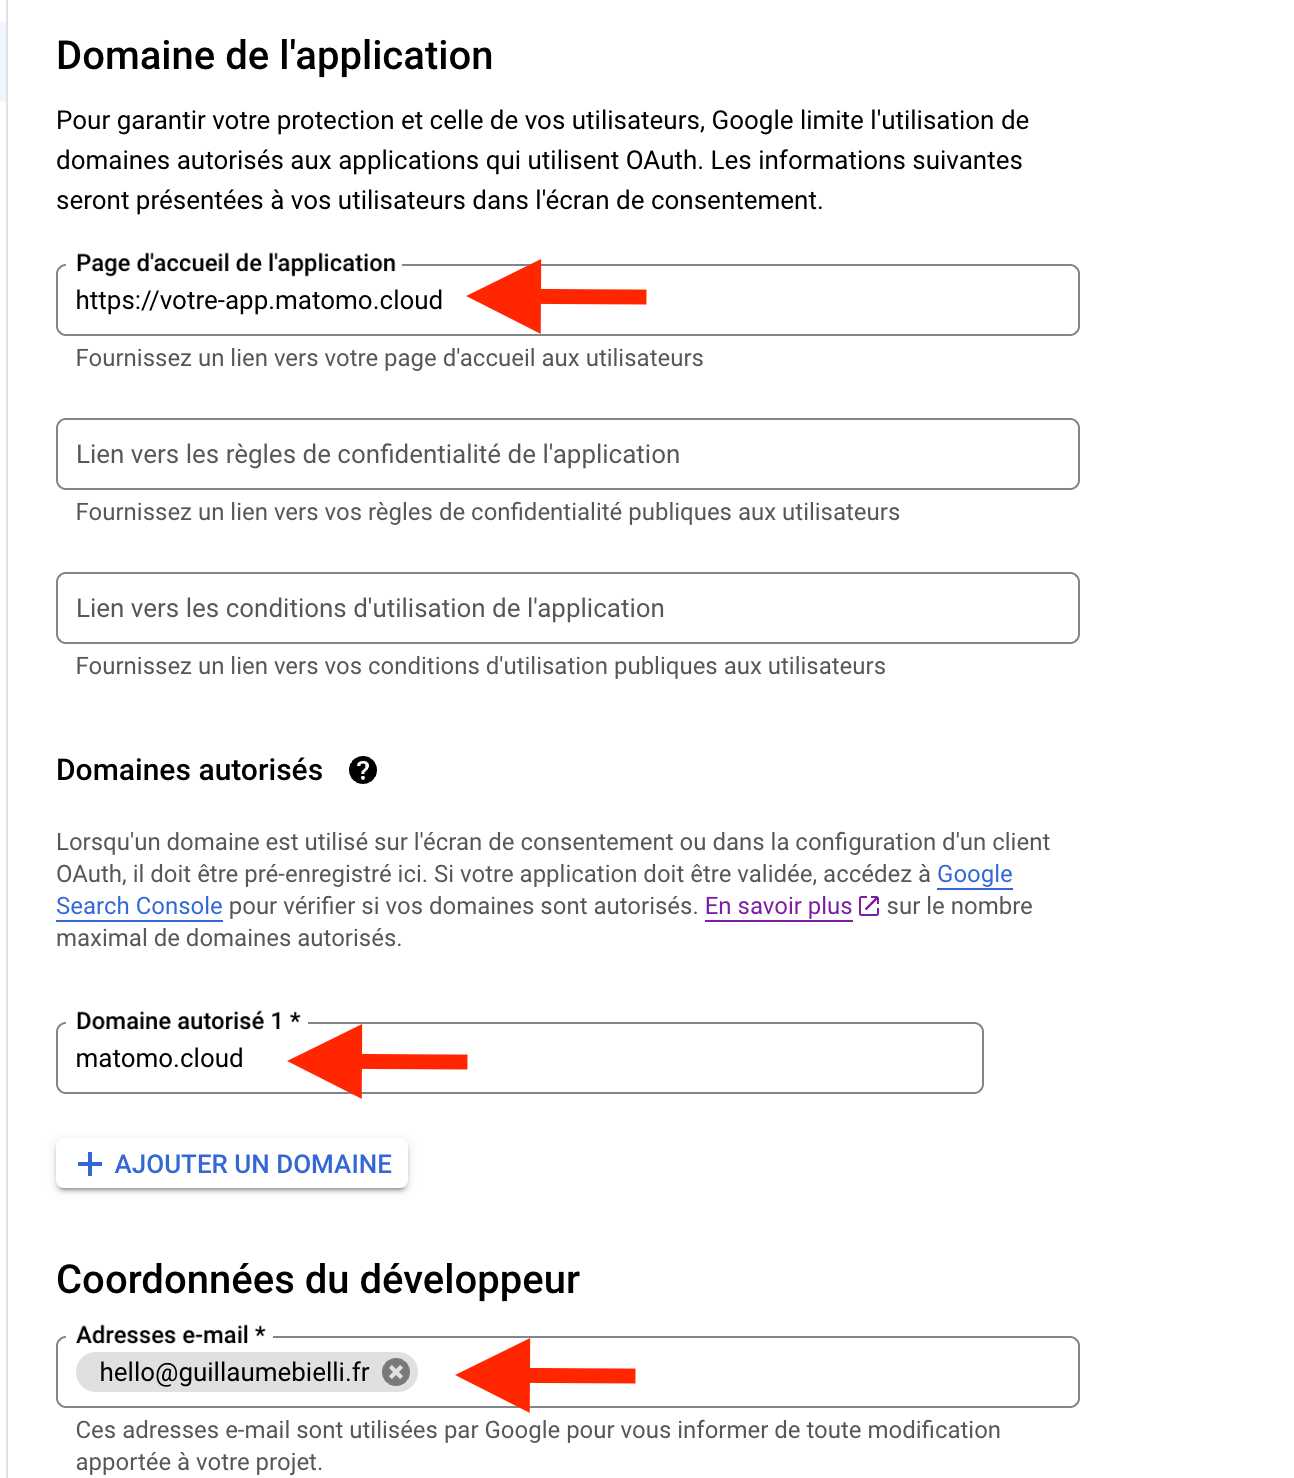 Domaine de l'application
Pour garantir votre protection et celle de vos utilisateurs, Google limite l'utilisation de
domaines autorisés aux applications qui utilisent OAuth. Les informations suivantes
seront présentées à vos utilisateurs dans l'écran de consentement.
Page d'accueil de l'application
https://votre-app.matomo.cloud
Fournissez un lien vers votre page d'accueil aux utilisateurs
Lien vers les règles de confidentialité de l'application
Fournissez un lien vers vos règles de confidentialité publiques aux utilisateurs
Lien vers les conditions d'utilisation de l'application
Fournissez un lien vers vos conditions d'utilisation publiques aux utilisateurs
Domaines autorisés ?
Lorsqu'un domaine est utilisé sur l'écran de consentement ou dans la configuration d'un client
OAuth, il doit être pré-enregistré ici. Si votre application doit être validée, accédez à Google
Search Console pour vérifier si vos domaines sont autorisés. En savoir plus sur le nombre
maximal de domaines autorisés.
Domaine autorisé 1 *
matomo.cloud
+ AJOUTER UN DOMAINE
Coordonnées du développeur
Adresses e-mail *
hello@guillaumebielli.fr
Ces adresses e-mail sont utilisées par Google pour vous informer de toute modification
apportée à votre projet.